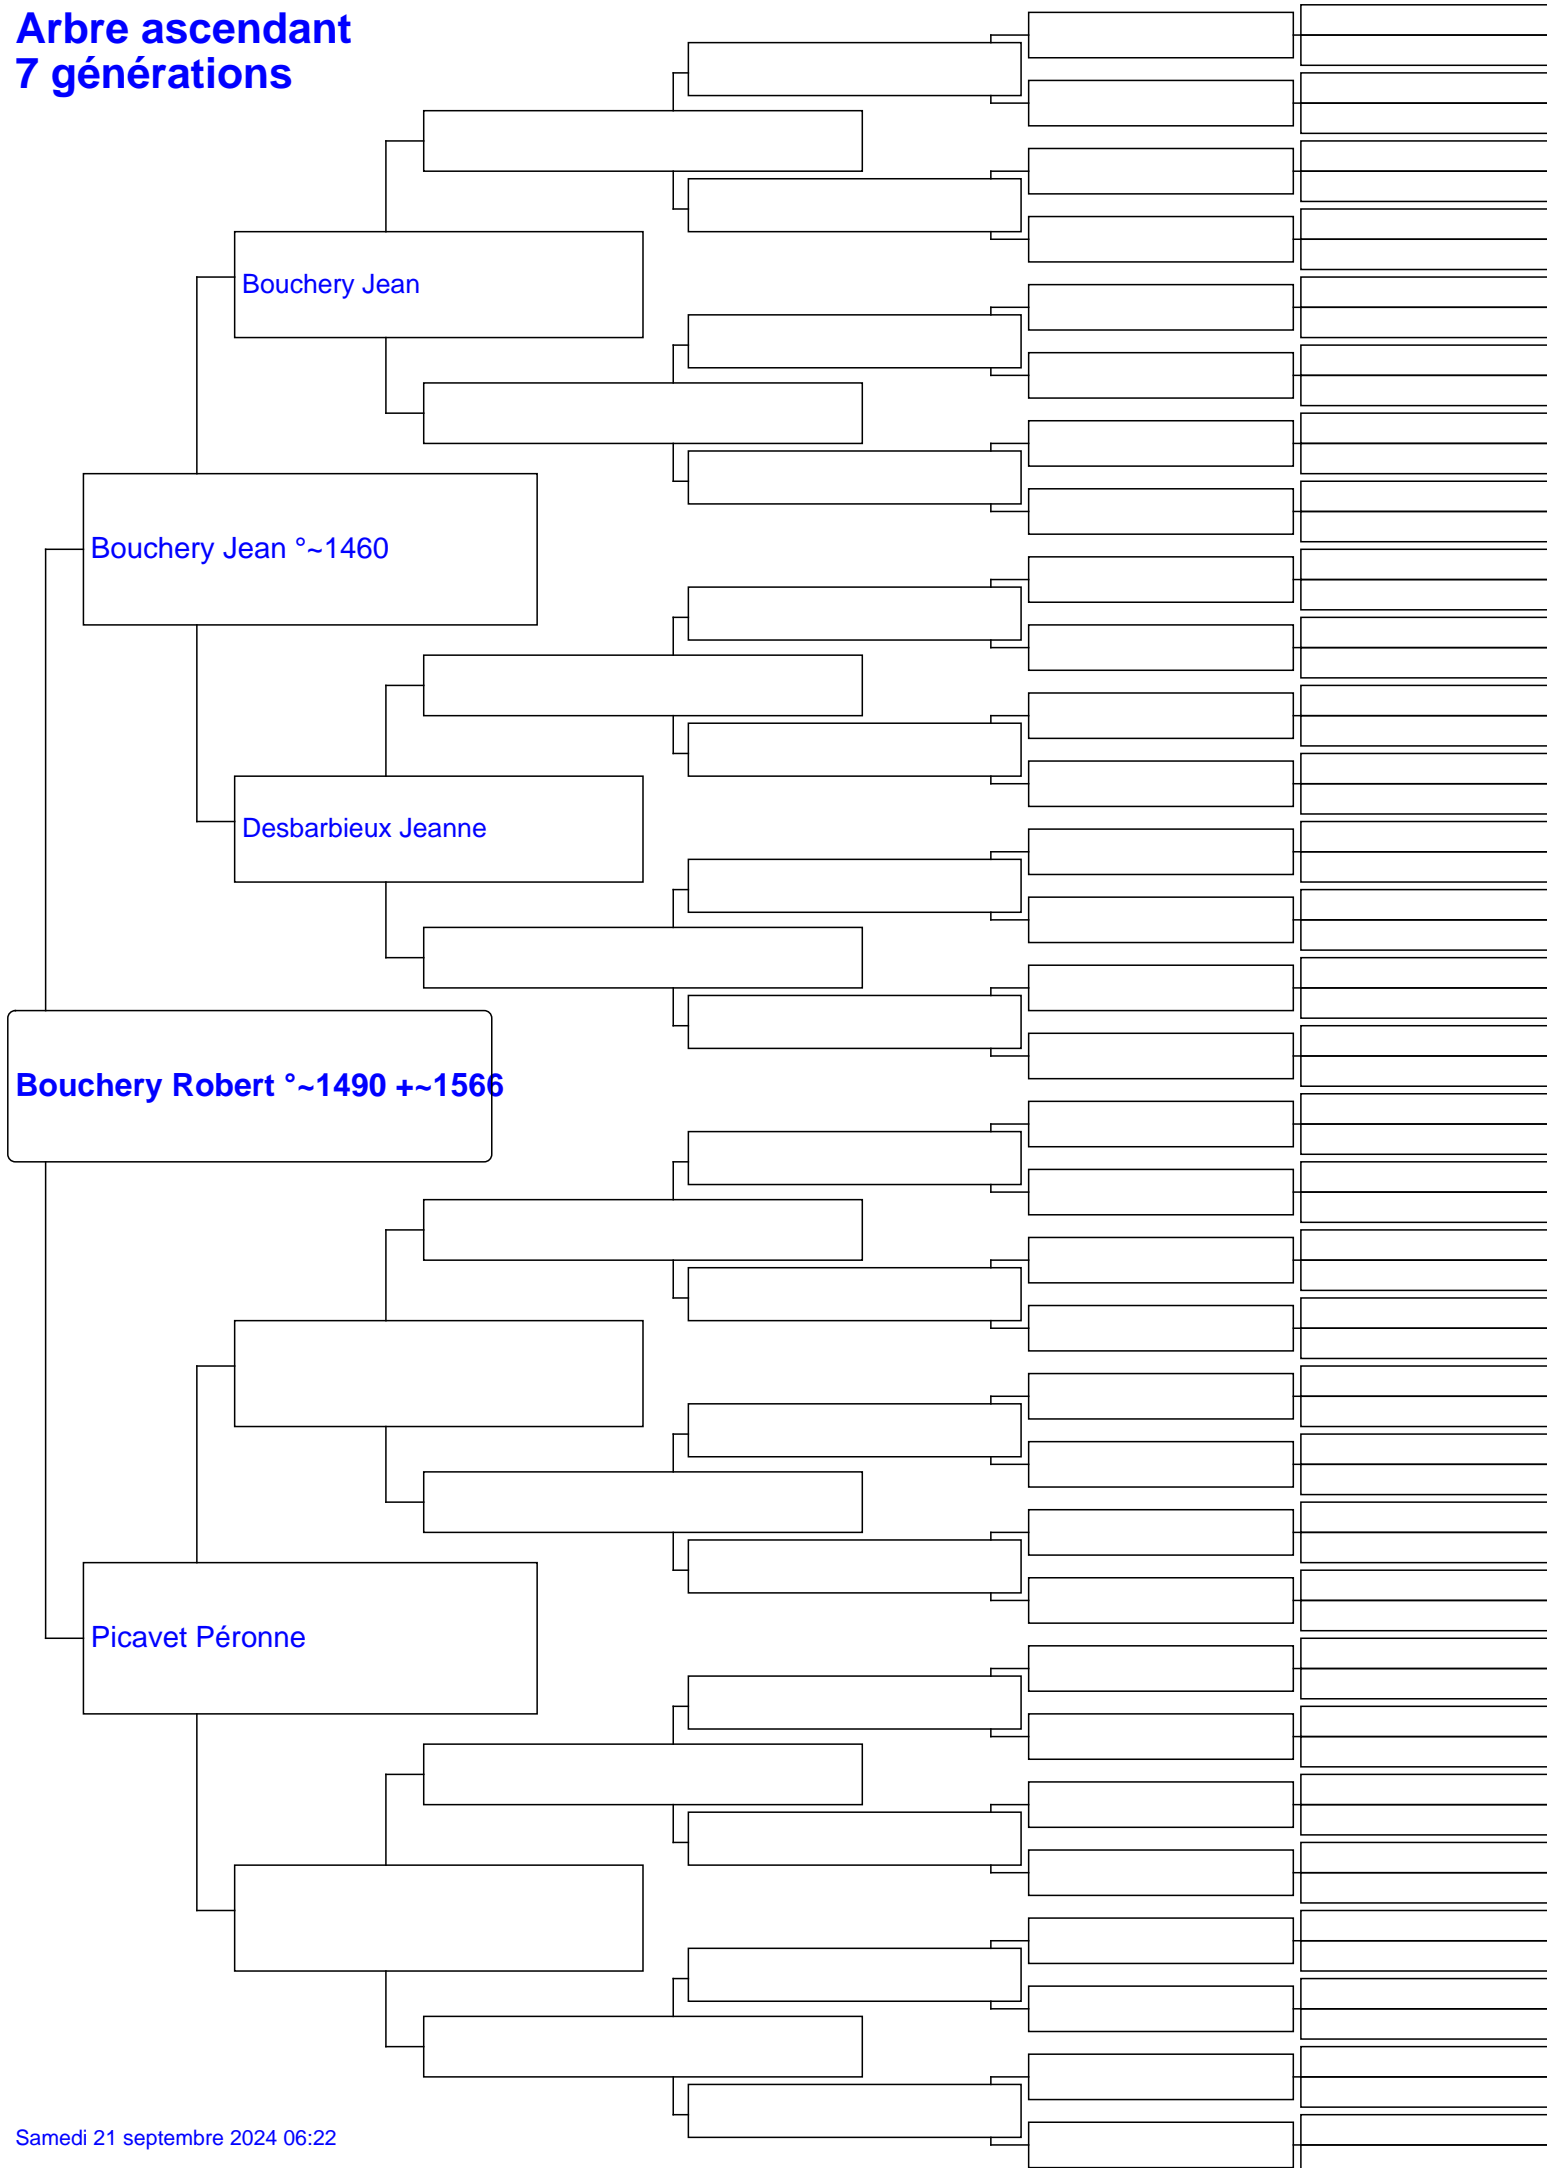 Arbre ascendant
7 générations
Bouchery Jean
Bouchery Jean °~1460
Desbarbieux Jeanne
Bouchery Robert °~1490 +~1566
Picavet Péronne
Samedi 21 septembre 2024 06:22